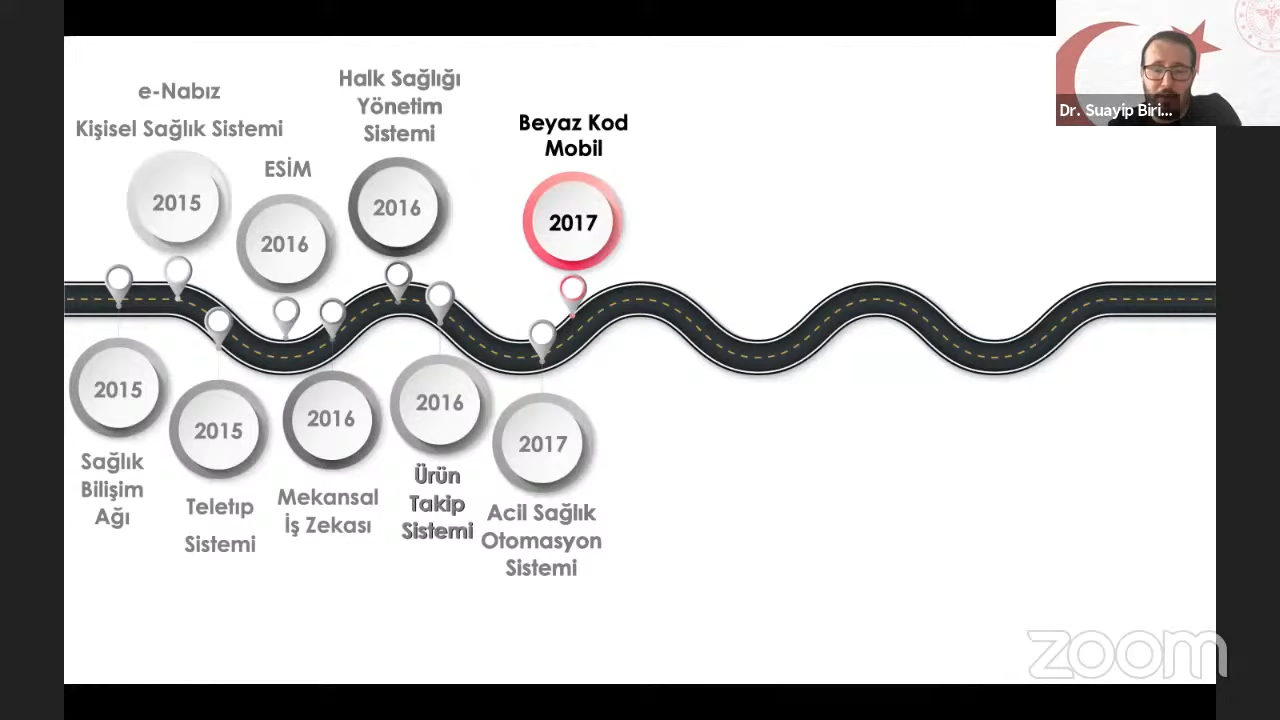 e-Nabız
Kişisel Sağlık Sistemi
2015
ESİM
2016
Halk Sağlığı
Yönetim
Sistemi
2016
Beyaz Kod
Mobil
2017
Dr. Suayip Biri...
2015
Sağlık
Bilişim
Ağı
2015
Teletıp
Sistemi
2016
Mekansal
İş Zekası
2016
Ürün
Takip
Sistemi
2017
Acil Sağlık
Otomasyon
Sistemi
zoom